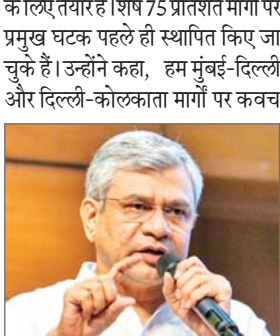 के लिए तैयार हैं। शेष 75 प्रतिशत मार्गों पर
प्रमुख घटक पहले ही स्थापित किए जा
चुके हैं। उन्होंने कहा, हम मुंबई-दिल्ली
और दिल्ली-कोलकाता मार्गों पर कवच